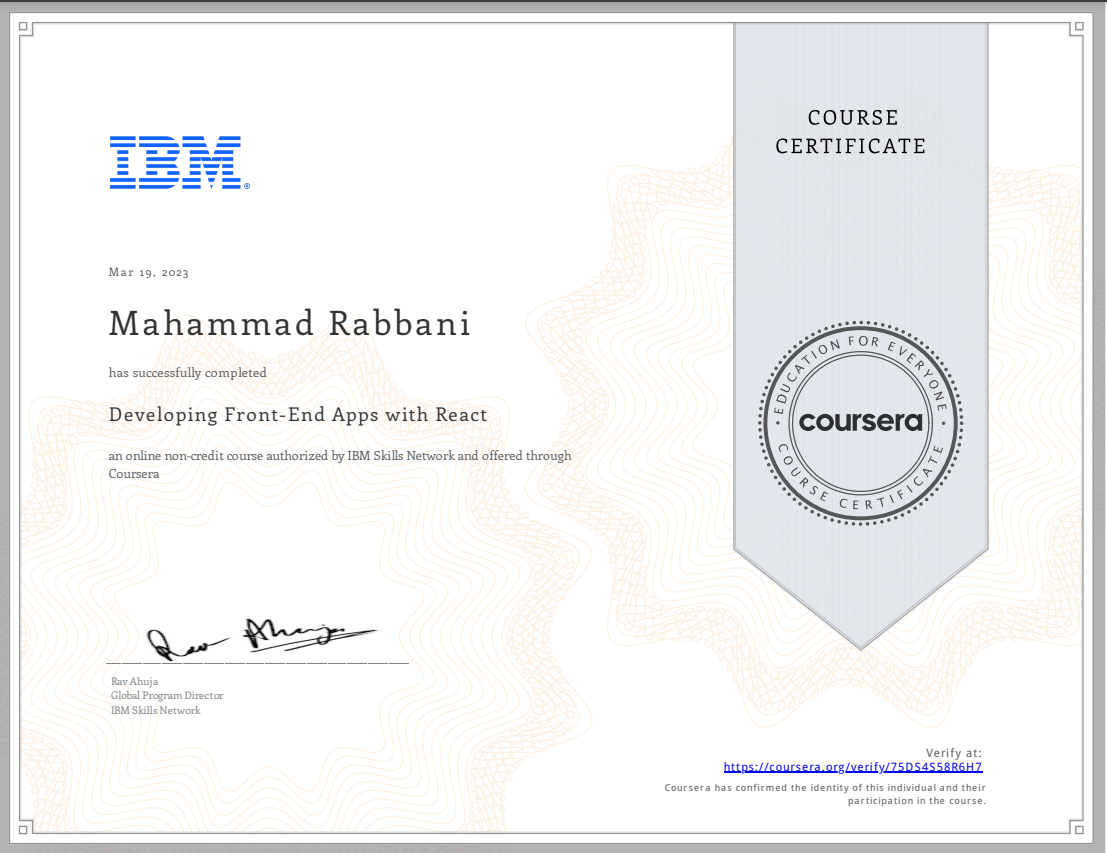 COURSE
CERTIFICATE
IBM®
Mar 19, 2023
Mahammad Rabbani
has successfully completed
Developing Front-End Apps with React
an online non-credit course authorized by IBM Skills Network and offered through
Coursera
EDUCATION FOR EVERYONE
coursera
COURSE CERTIFICATE
Rav Ahuja
Rav Ahuja
Global Program Director
IBM Skills Network
Verify at:
https://coursera.org/verify/75DS4S58R6H7
Coursera has confirmed the identity of this individual and their
participation in the course.